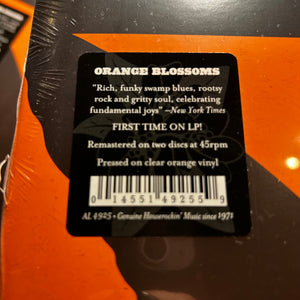 ORANGE BLOSSOMS
"Rich, funky swamp blues, rootsy
rock and gritty soul, celebrating
fundamental joys" —New York Times
FIRST TIME ON LP!
Remastered on two discs at 45rpm
Pressed on clear orange vinyl
0 14551 49255 9
AL 4925 • Genuine Houserockin' Music since 1971